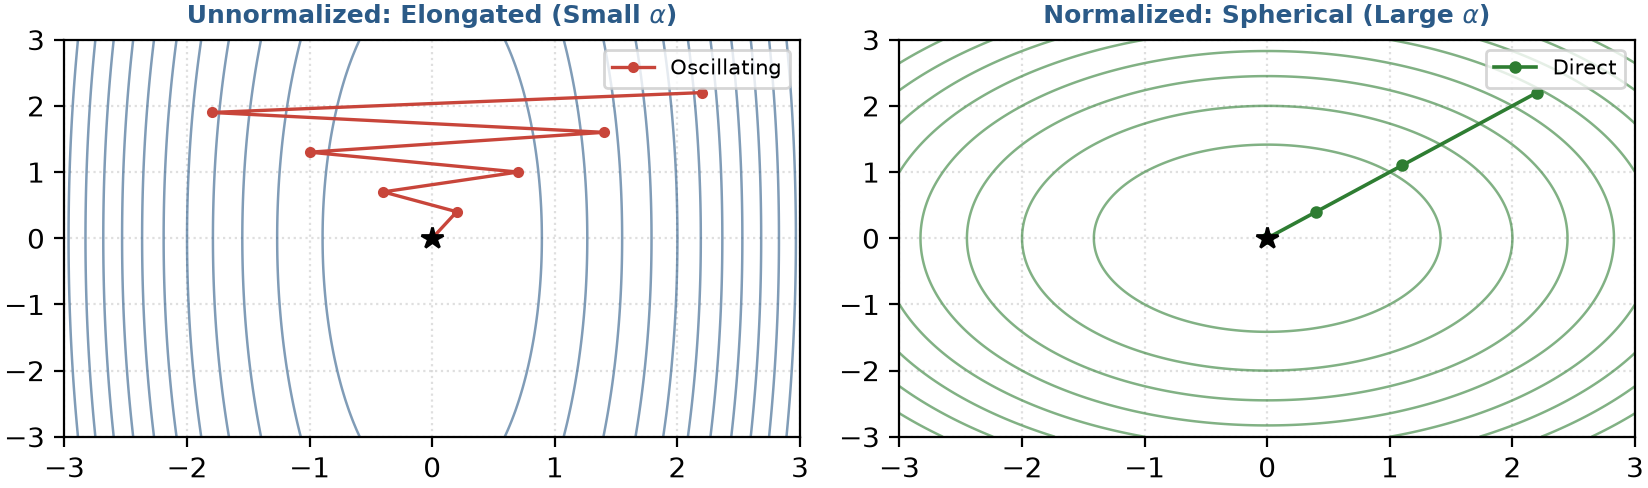 Unnormalized: Elongated (Small α)
3
2
1
0
−1
−2
−3
−3 −2 −1 0 1 2 3
Oscillating
Normalized: Spherical (Large α)
3
2
1
0
−1
−2
−3
−3 −2 −1 0 1 2 3
Direct